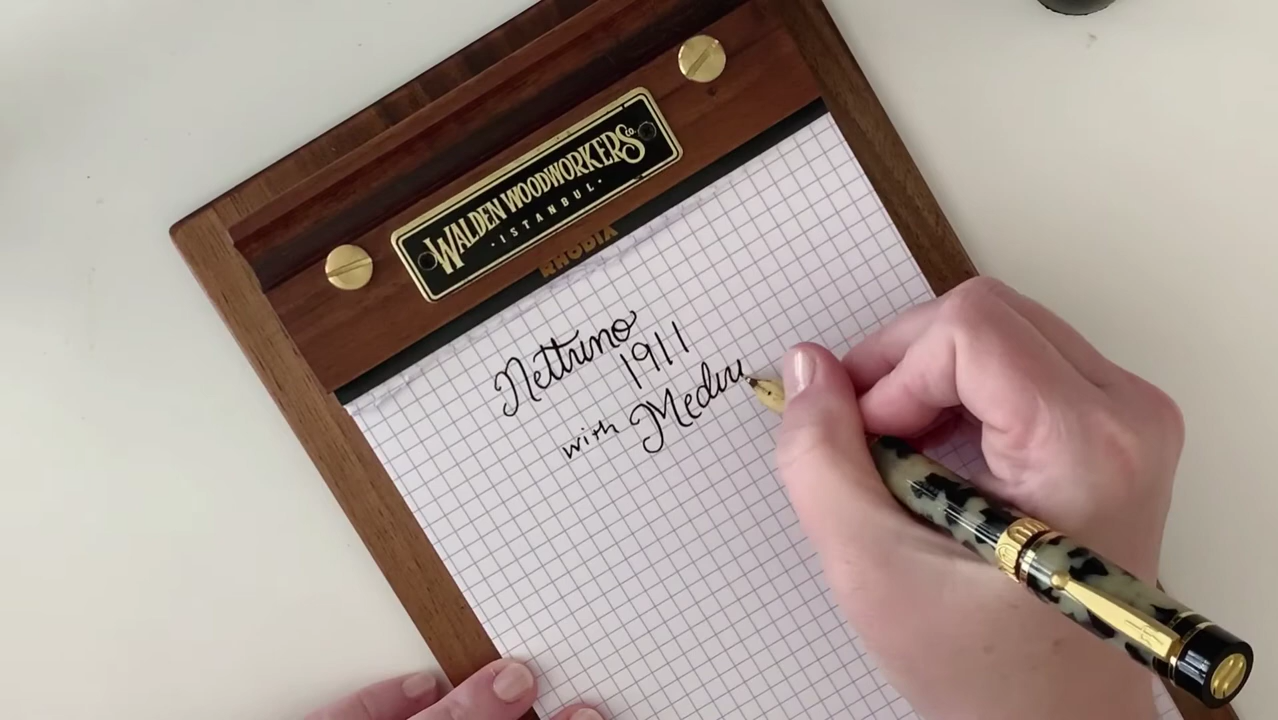 WALDEN WOODWORKERS Co.
· ISTANBUL ·
RHODIA
Nettuno
1911
with Mediu